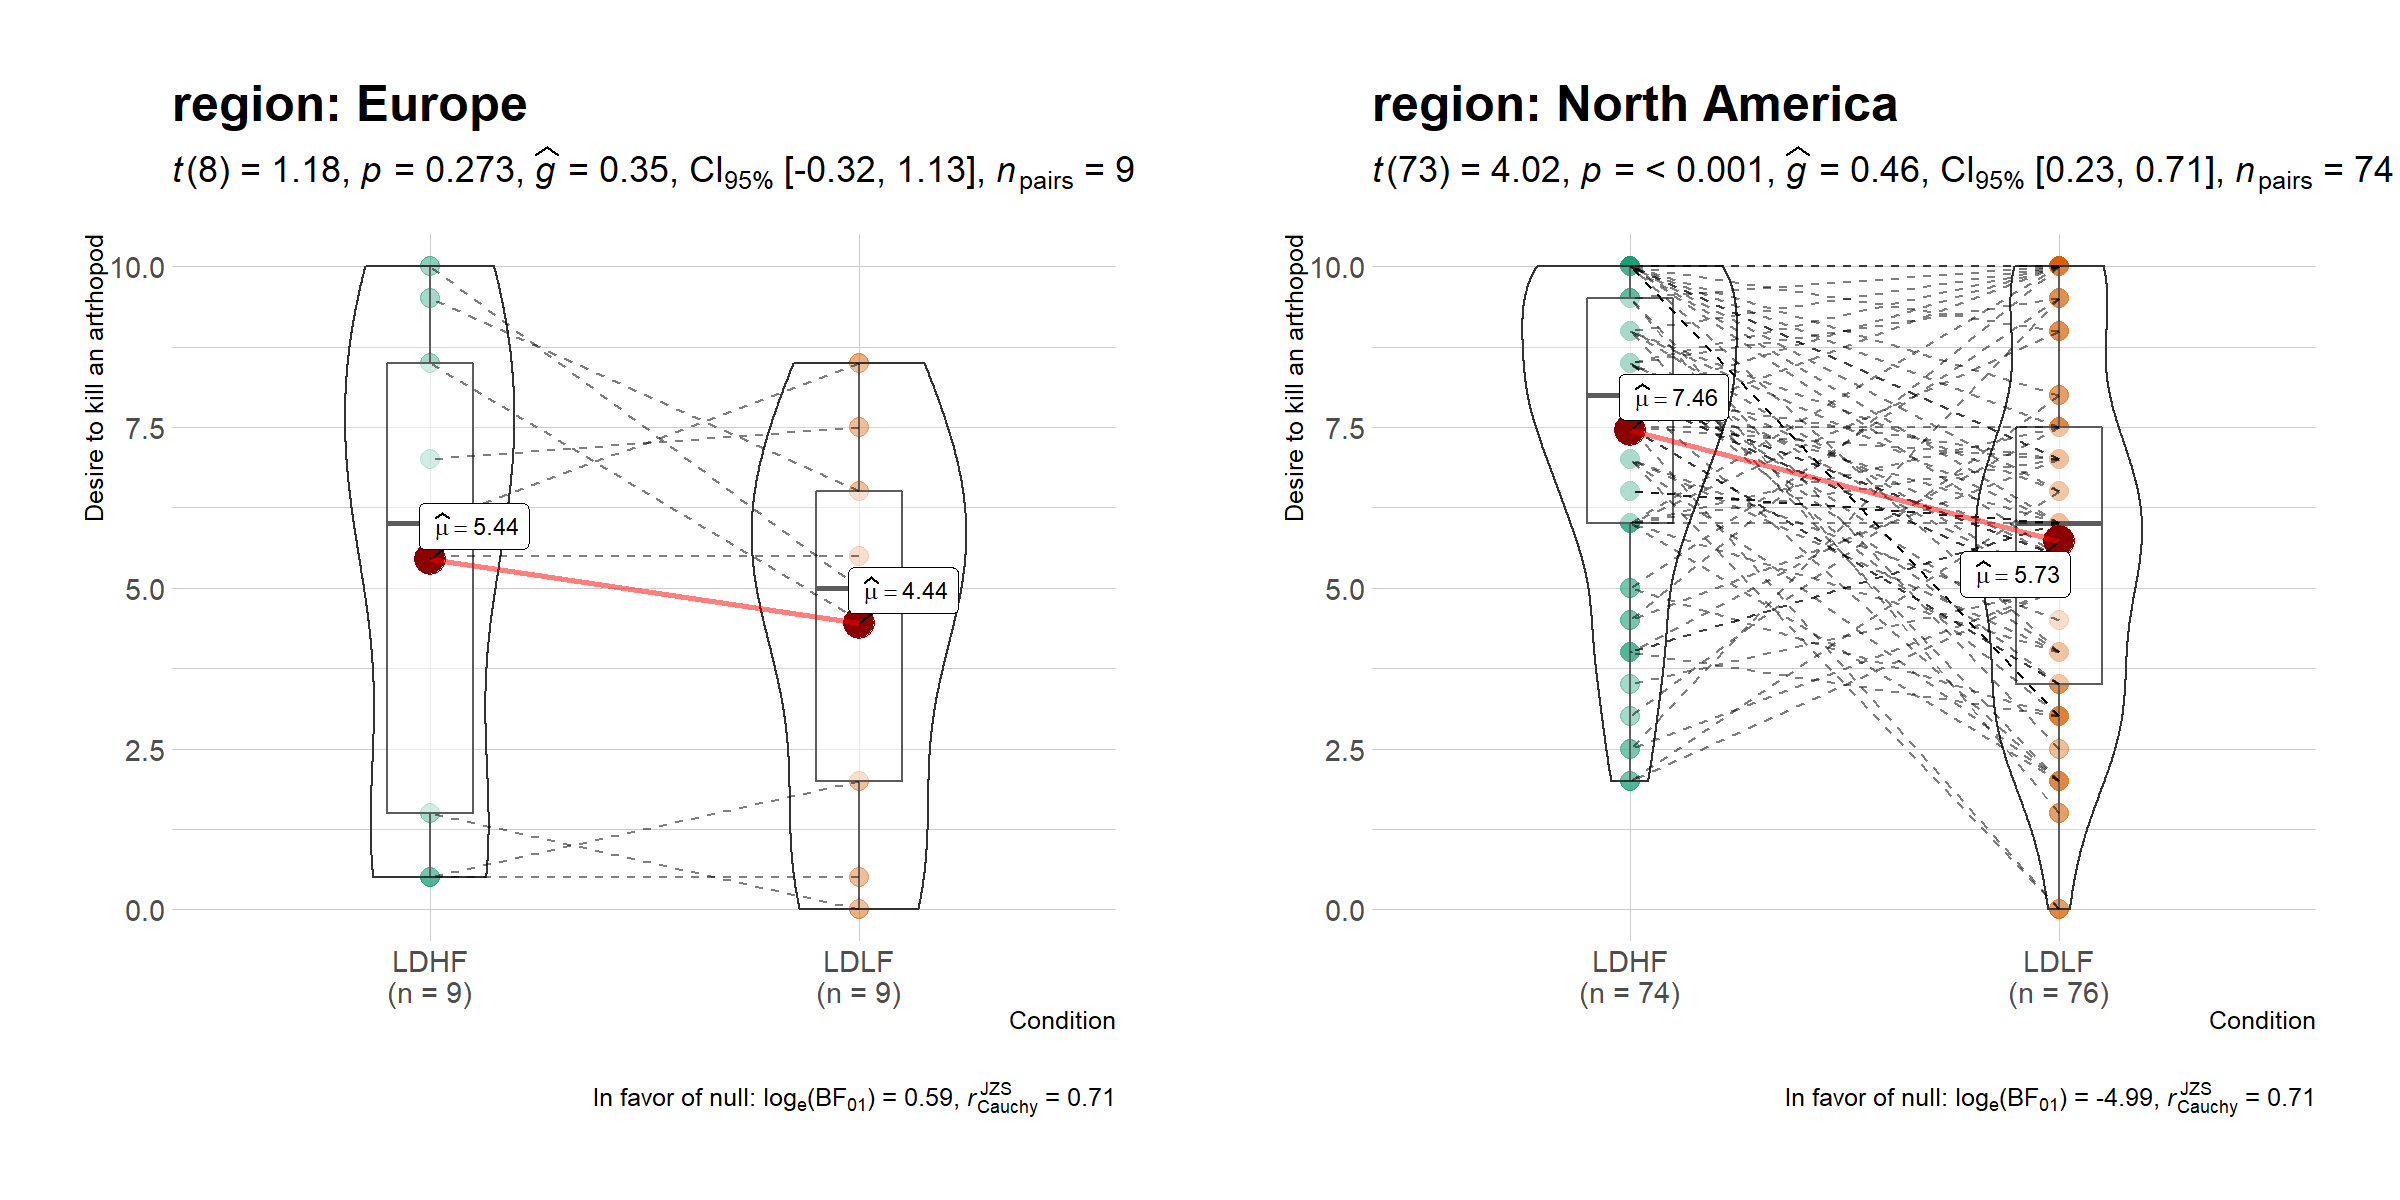 region: Europe
t(8) = 1.18, p = 0.273, ĝ = 0.35, CI95% [-0.32, 1.13], npairs = 9
Desire to kill an artrhopod
10.0
7.5
5.0
2.5
0.0
μ̂ = 5.44
μ̂ = 4.44
LDHF
(n = 9)
LDLF
(n = 9)
Condition
In favor of null: loge(BF01) = 0.59, rJZSCauchy = 0.71
region: North America
t(73) = 4.02, p = < 0.001, ĝ = 0.46, CI95% [0.23, 0.71], npairs = 74
Desire to kill an artrhopod
10.0
7.5
5.0
2.5
0.0
μ̂ = 7.46
μ̂ = 5.73
LDHF
(n = 74)
LDLF
(n = 76)
Condition
In favor of null: loge(BF01) = -4.99, rJZSCauchy = 0.71